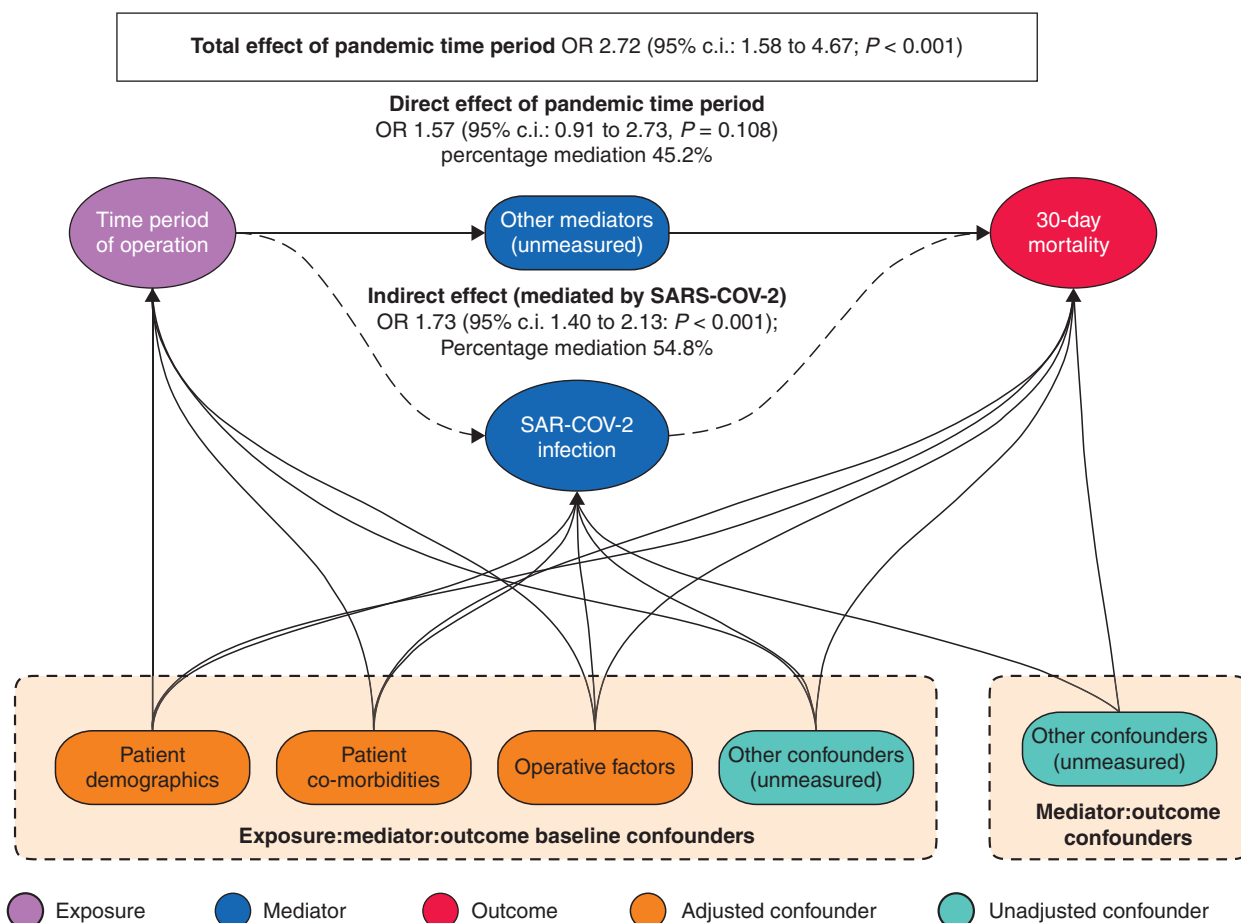 Total effect of pandemic time period OR 2.72 (95% c.i.: 1.58 to 4.67; P < 0.001)
Direct effect of pandemic time period
OR 1.57 (95% c.i.: 0.91 to 2.73, P = 0.108)
percentage mediation 45.2%
Time period
of operation
Other mediators
(unmeasured)
30-day
mortality
Indirect effect (mediated by SARS-COV-2)
OR 1.73 (95% c.i. 1.40 to 2.13: P < 0.001);
Percentage mediation 54.8%
SAR-COV-2
infection
Patient
demographics
Patient
co-morbidities
Operative factors
Other confounders
(unmeasured)
Other confounders
(unmeasured)
Exposure:mediator:outcome baseline confounders
Mediator:outcome
confounders
Exposure
Mediator
Outcome
Adjusted confounder
Unadjusted confounder